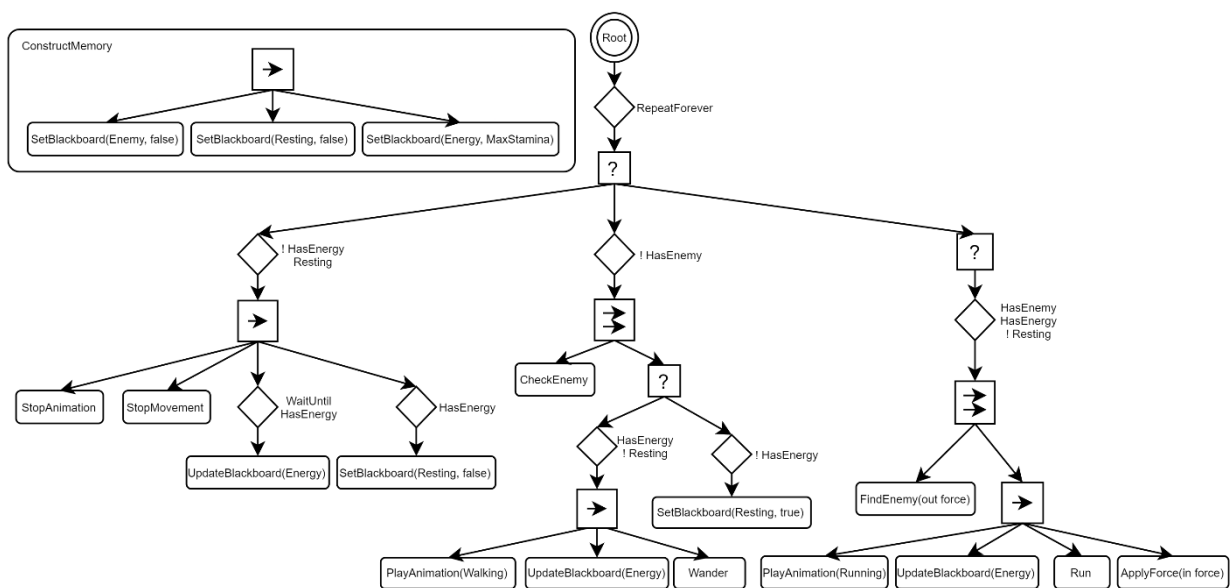 ConstructMemory
Root
RepeatForever
SetBlackboard(Enemy, false)
SetBlackboard(Resting, false)
SetBlackboard(Energy, MaxStamina)
?
! HasEnergy
Resting
! HasEnemy
?
HasEnemy
HasEnergy
! Resting
CheckEnemy
?
StopAnimation
StopMovement
WaitUntil
HasEnergy
HasEnergy
HasEnergy
! Resting
! HasEnergy
UpdateBlackboard(Energy)
SetBlackboard(Resting, false)
FindEnemy(out force)
SetBlackboard(Resting, true)
PlayAnimation(Walking)
UpdateBlackboard(Energy)
Wander
PlayAnimation(Running)
UpdateBlackboard(Energy)
Run
ApplyForce(in force)